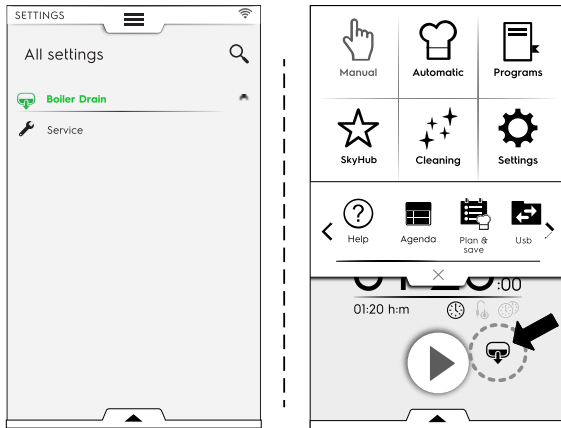 SETTINGS
All settings
Boiler Drain
Service
Manual
Automatic
Programs
SkyHub
Cleaning
Settings
?
Help
Agenda
Plan &
save
Usb
:00
01:20 h:m